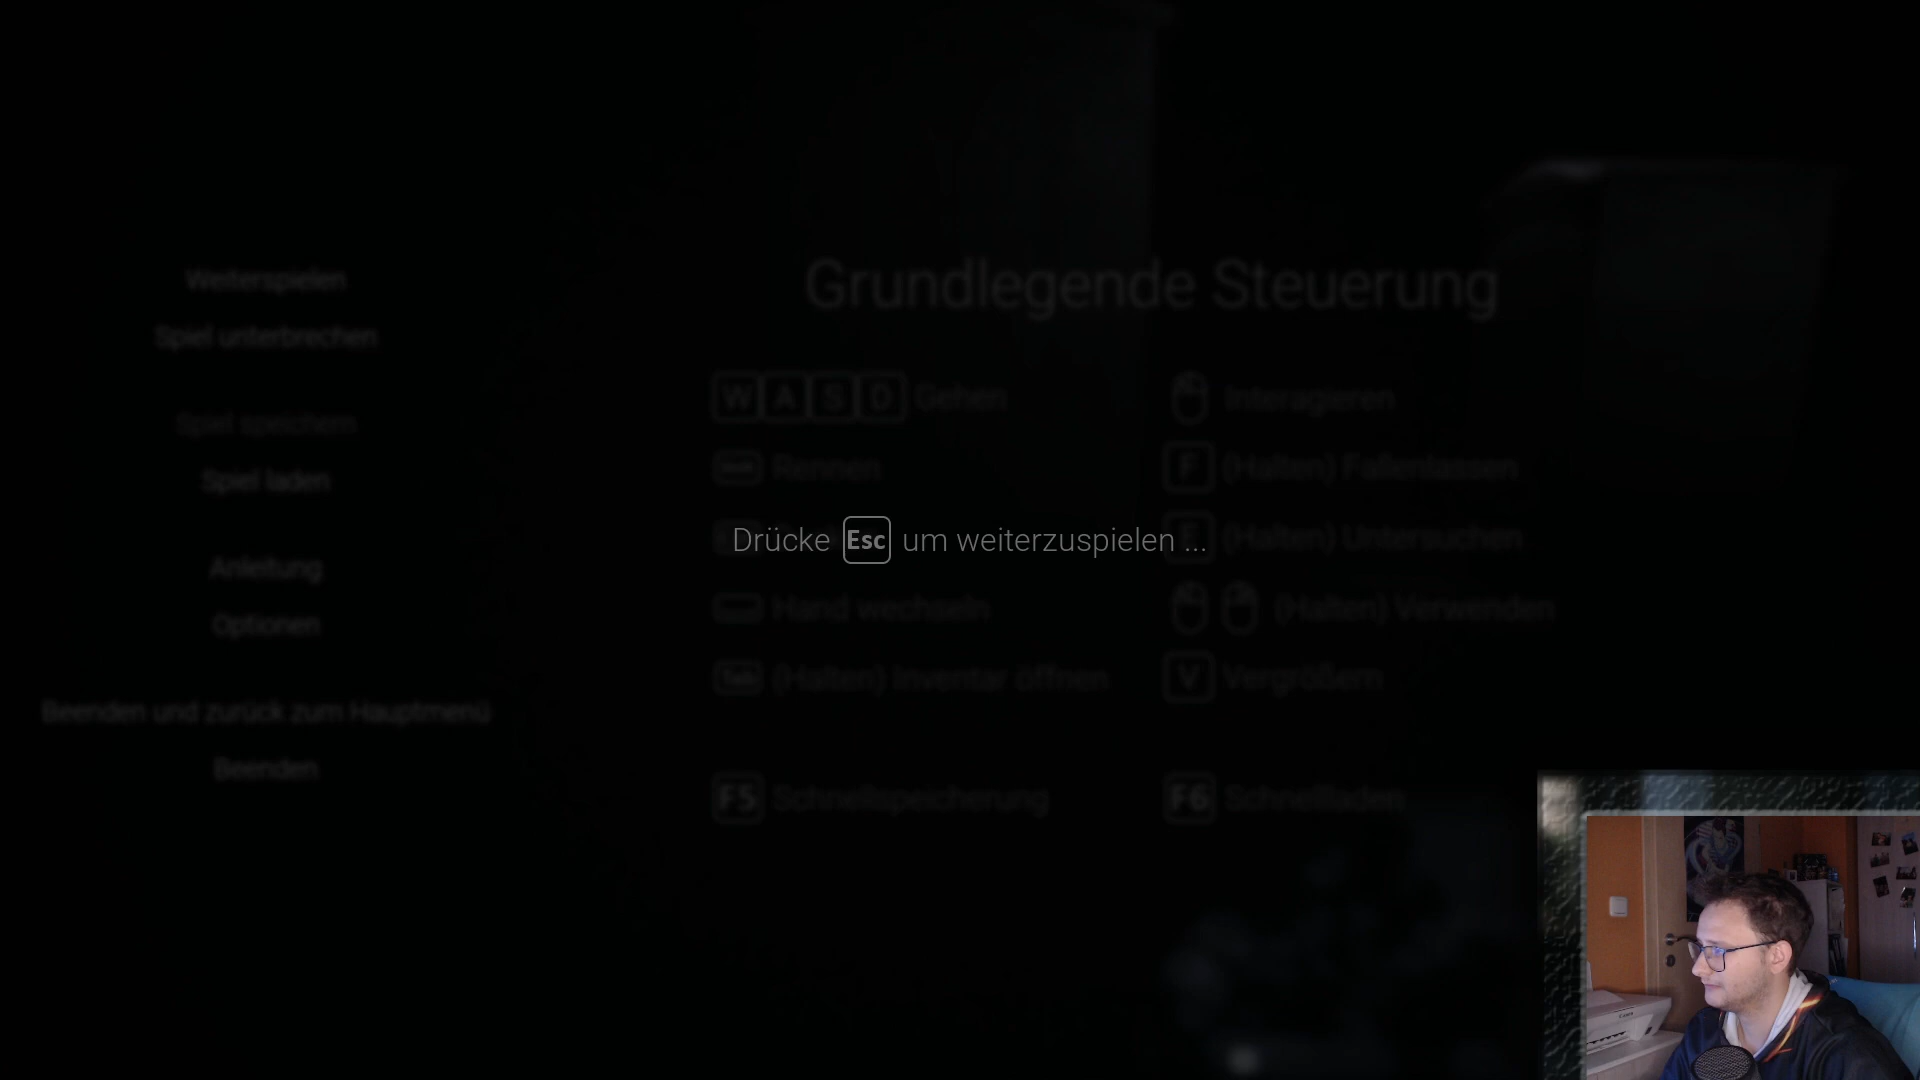 Weiterspielen
Spiel unterbrechen
Spiel speichern
Spiel laden
Anleitung
Optionen
Beenden und zurück zum Hauptmenü
Beenden
Grundlegende Steuerung
W A S D Gehen
Interagieren
Rennen
F (Halten) Fallenlassen
(Halten) Untersuchen
Drücke Esc um weiterzuspielen ...
Hand wechseln
(Halten) Verwenden
Tab (Halten) Inventar öffnen
V Vergrößern
F5 Schnellspeicherung
F6 Schnellladen